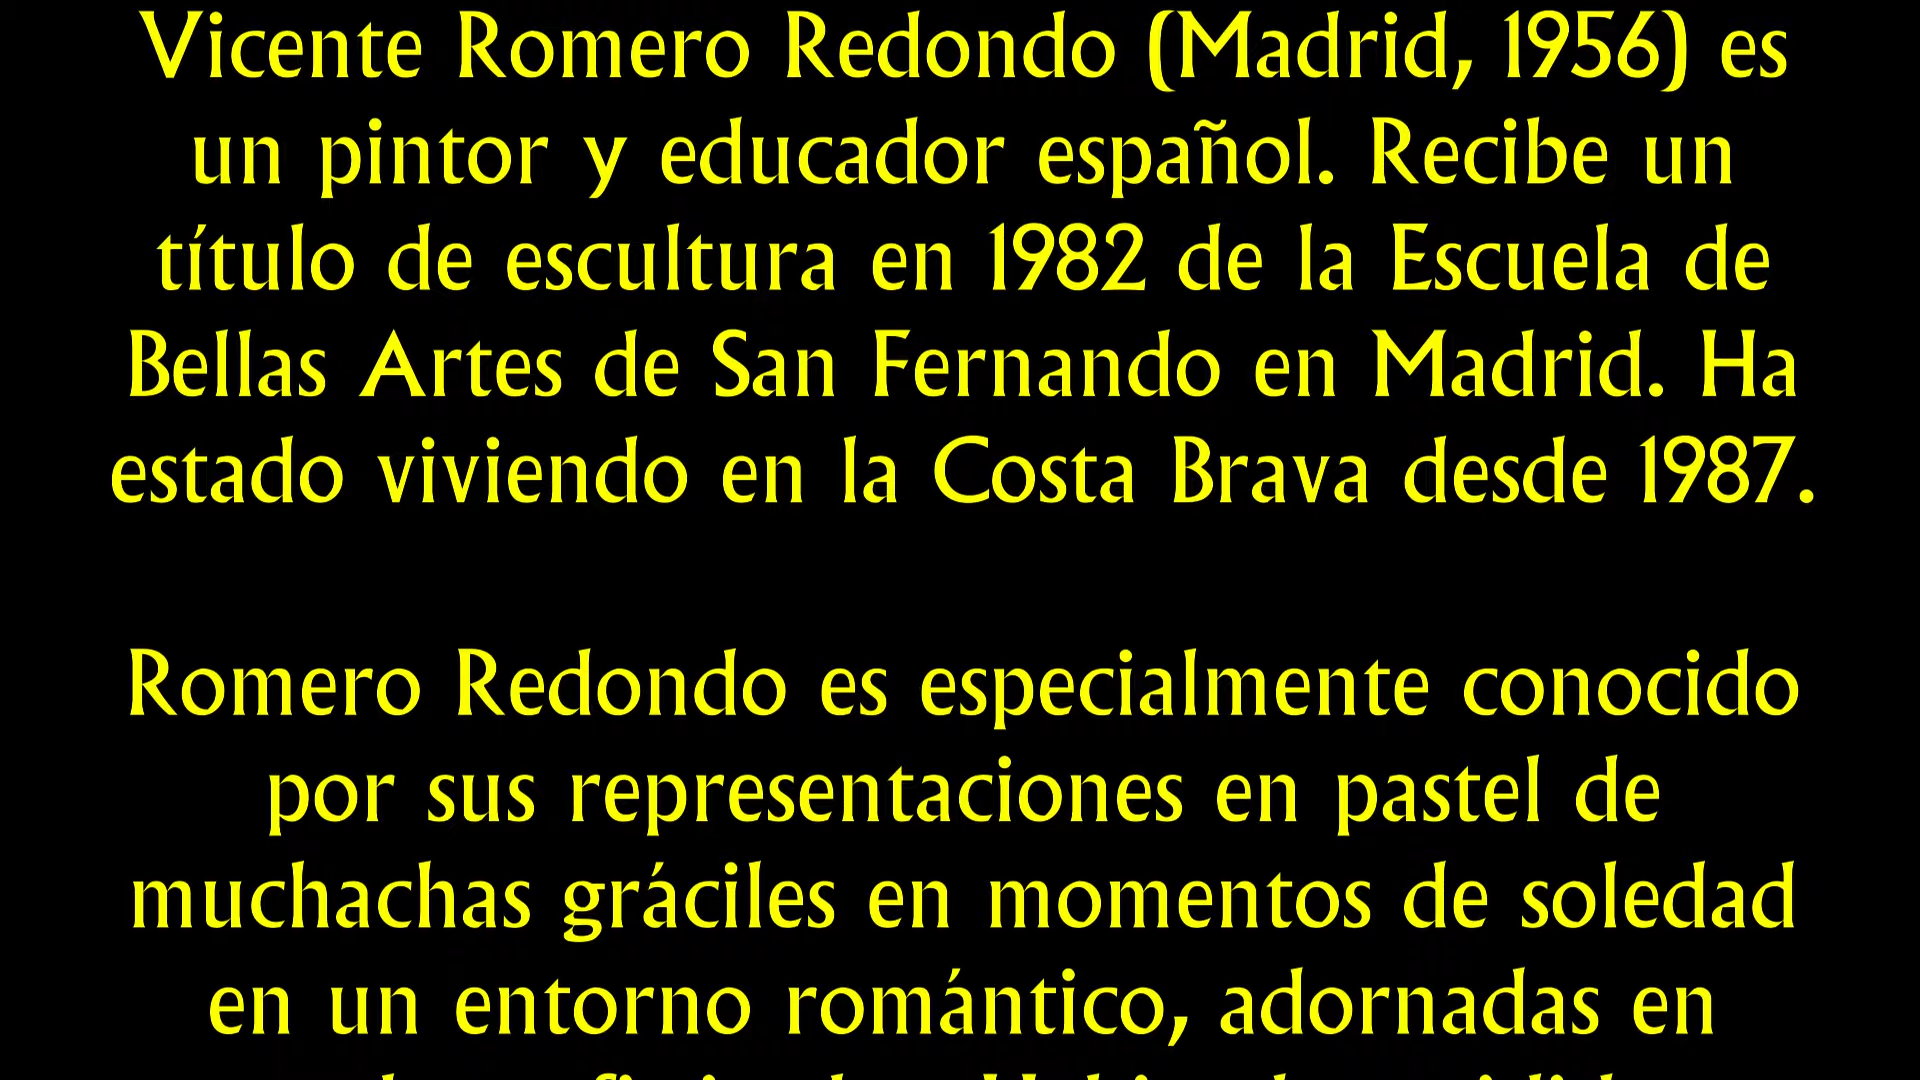 Vicente Romero Redondo (Madrid, 1956) es
un pintor y educador español. Recibe un
título de escultura en 1982 de la Escuela de
Bellas Artes de San Fernando en Madrid. Ha
estado viviendo en la Costa Brava desde 1987.
Romero Redondo es especialmente conocido
por sus representaciones en pastel de
muchachas gráciles en momentos de soledad
en un entorno romántico, adornadas en